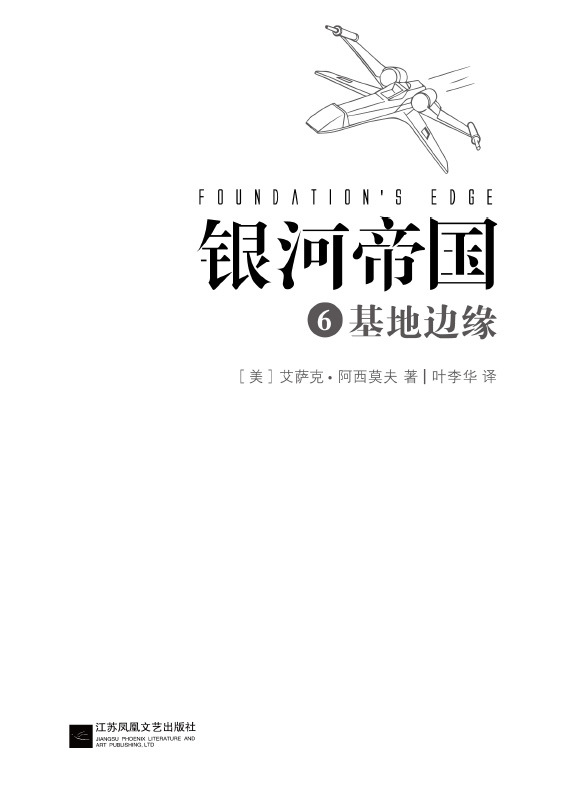 FOUNDATION'S EDGE
银河帝国
6 基地边缘
［美］艾萨克·阿西莫夫 著 | 叶李华 译
江苏凤凰文艺出版社
JIANGSU PHOENIX LITERATURE AND
ART PUBLISHING, LTD